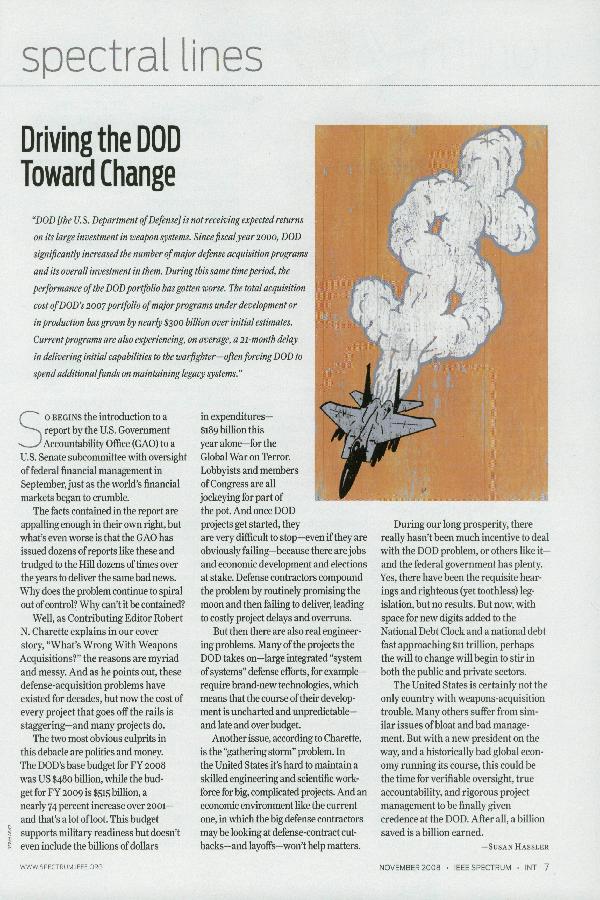 spectral lines
Driving the DOD
Toward Change
“DOD [the U.S. Department of Defense] is not receiving expected returns
on its large investment in weapon systems. Since fiscal year 2000, DOD
significantly increased the number of major defense acquisition programs
and its overall investment in them. During this same time period, the
performance of the DOD portfolio has gotten worse. The total acquisition
cost of DOD’s 2007 portfolio of major programs under development or
in production has grown by nearly $300 billion over initial estimates.
Current programs are also experiencing, on average, a 21-month delay
in delivering initial capabilities to the warfighter—often forcing DOD to
spend additional funds on maintaining legacy systems.”
SO BEGINS the introduction to a
report by the U.S. Government
Accountability Office (GAO) to a
U.S. Senate subcommittee with oversight
of federal financial management in
September, just as the world’s financial
markets began to crumble.
The facts contained in the report are
appalling enough in their own right, but
what’s even worse is that the GAO has
issued dozens of reports like these and
trudged to the Hill dozens of times over
the years to deliver the same bad news.
Why does the problem continue to spiral
out of control? Why can’t it be contained?
Well, as Contributing Editor Robert
N. Charette explains in our cover
story, “What’s Wrong With Weapons
Acquisitions?” the reasons are myriad
and messy. And as he points out, these
defense-acquisition problems have
existed for decades, but now the cost of
every project that goes off the rails is
staggering—and many projects do.
The two most obvious culprits in
this debacle are politics and money.
The DOD’s base budget for FY 2008
was US $480 billion, while the bud-
get for FY 2009 is $515 billion, a
nearly 74 percent increase over 2001—
and that’s a lot of loot. This budget
supports military readiness but doesn’t
even include the billions of dollars
in expenditures—
$189 billion this
year alone—for the
Global War on Terror.
Lobbyists and members
of Congress are all
jockeying for part of
the pot. And once DOD
projects get started, they
are very difficult to stop—even if they are
obviously failing—because there are jobs
and economic development and elections
at stake. Defense contractors compound
the problem by routinely promising the
moon and then failing to deliver, leading
to costly project delays and overruns.
But then there are also real engineer-
ing problems. Many of the projects the
DOD takes on—large integrated “system
of systems” defense efforts, for example—
require brand-new technologies, which
means that the course of their develop-
ment is uncharted and unpredictable—
and late and over budget.
Another issue, according to Charette,
is the “gathering storm” problem. In
the United States it’s hard to maintain a
skilled engineering and scientific work-
force for big, complicated projects. And an
economic environment like the current
one, in which the big defense contractors
may be looking at defense-contract cut-
backs—and layoffs—won’t help matters.
During our long prosperity, there
really hasn’t been much incentive to deal
with the DOD problem, or others like it—
and the federal government has plenty.
Yes, there have been the requisite hear-
ings and righteous (yet toothless) leg-
islation, but no results. But now, with
space for new digits added to the
National Debt Clock and a national debt
fast approaching $11 trillion, perhaps
the will to change will begin to stir in
both the public and private sectors.
The United States is certainly not the
only country with weapons-acquisition
trouble. Many others suffer from sim-
ilar issues of bloat and bad manage-
ment. But with a new president on the
way, and a historically bad global econ-
omy running its course, this could be
the time for verifiable oversight, true
accountability, and rigorous project
management to be finally given
credence at the DOD. After all, a billion
saved is a billion earned.
—SUSAN HASSLER
WWW.SPECTRUM.IEEE.ORG
NOVEMBER 2008 • IEEE SPECTRUM • INT 7